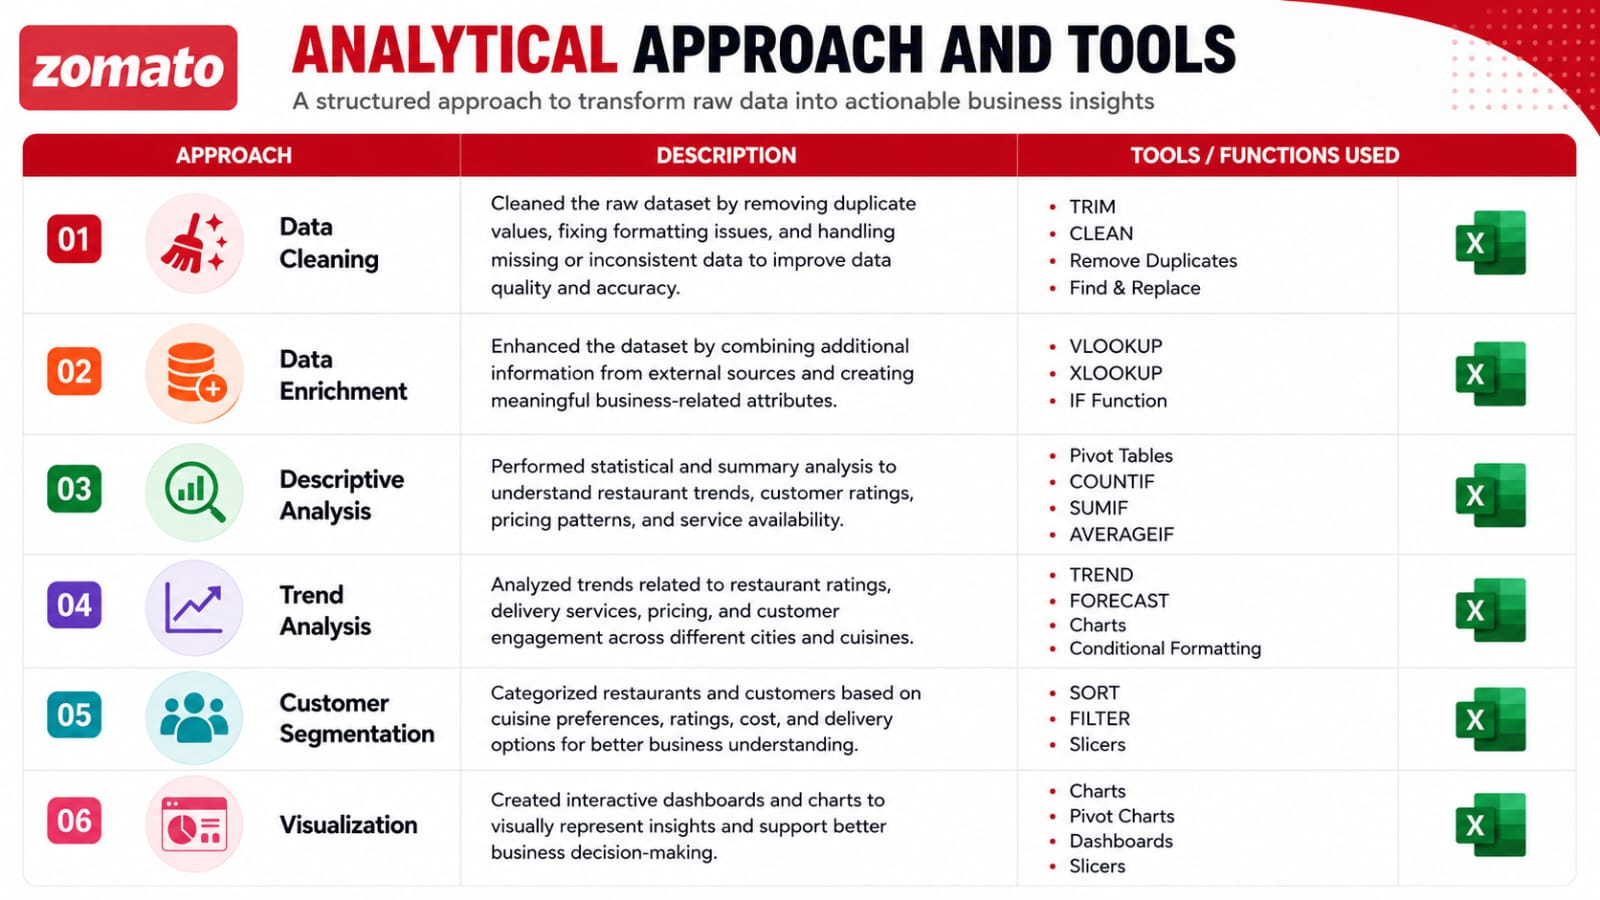 zomato
ANALYTICAL APPROACH AND TOOLS
A structured approach to transform raw data into actionable business insights
APPROACH
DESCRIPTION
TOOLS / FUNCTIONS USED
01
Data
Cleaning
Cleaned the raw dataset by removing duplicate
values, fixing formatting issues, and handling
missing or inconsistent data to improve data
quality and accuracy.
• TRIM
• CLEAN
• Remove Duplicates
• Find & Replace
X
02
Data
Enrichment
Enhanced the dataset by combining additional
information from external sources and creating
meaningful business-related attributes.
• VLOOKUP
• XLOOKUP
• IF Function
X
03
Descriptive
Analysis
Performed statistical and summary analysis to
understand restaurant trends, customer ratings,
pricing patterns, and service availability.
• Pivot Tables
• COUNTIF
• SUMIF
• AVERAGEIF
X
04
Trend
Analysis
Analyzed trends related to restaurant ratings,
delivery services, pricing, and customer
engagement across different cities and cuisines.
• TREND
• FORECAST
• Charts
• Conditional Formatting
X
05
Customer
Segmentation
Categorized restaurants and customers based on
cuisine preferences, ratings, cost, and delivery
options for better business understanding.
• SORT
• FILTER
• Slicers
X
06
Visualization
Created interactive dashboards and charts to
visually represent insights and support better
business decision-making.
• Charts
• Pivot Charts
• Dashboards
• Slicers
X